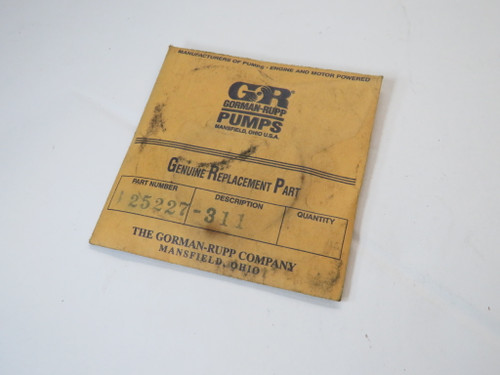 MANUFACTURERS OF PUMPS - ENGINE AND MOTOR POWERED
GR
GORMAN-RUPP
PUMPS
MANSFIELD, OHIO U.S.A.
GENUINE REPLACEMENT PART
PART NUMBER DESCRIPTION QUANTITY
25227-311
THE GORMAN-RUPP COMPANY
MANSFIELD, OHIO